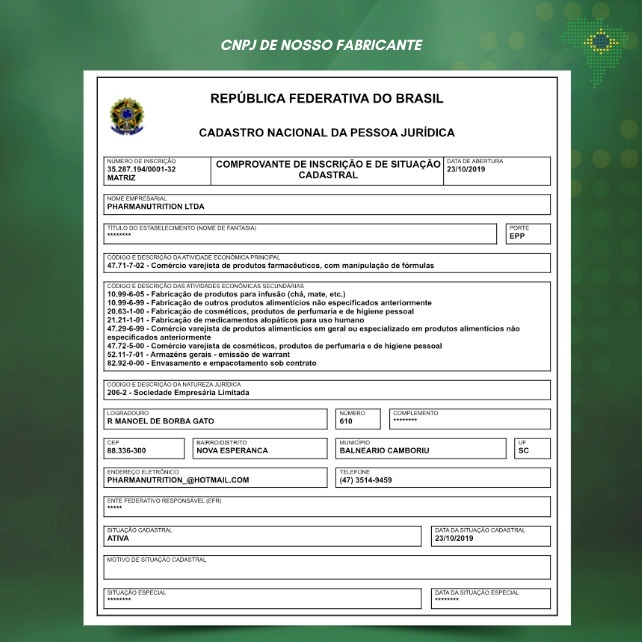 CNPJ DE NOSSO FABRICANTE
REPÚBLICA FEDERATIVA DO BRASIL
CADASTRO NACIONAL DA PESSOA JURÍDICA
NÚMERO DE INSCRIÇÃO
35.287.194/0001-32
MATRIZ
COMPROVANTE DE INSCRIÇÃO E DE SITUAÇÃO
CADASTRAL
DATA DE ABERTURA
23/10/2019
NOME EMPRESARIAL
PHARMANUTRITION LTDA
TÍTULO DO ESTABELECIMENTO (NOME DE FANTASIA)
********
PORTE
EPP
CÓDIGO E DESCRIÇÃO DA ATIVIDADE ECONÔMICA PRINCIPAL
47.71-7-02 - Comércio varejista de produtos farmacêuticos, com manipulação de fórmulas
CÓDIGO E DESCRIÇÃO DAS ATIVIDADES ECONÔMICAS SECUNDÁRIAS
10.99-6-05 - Fabricação de produtos para infusão (chá, mate, etc.)
10.99-6-99 - Fabricação de outros produtos alimentícios não especificados anteriormente
20.63-1-00 - Fabricação de cosméticos, produtos de perfumaria e de higiene pessoal
21.21-1-01 - Fabricação de medicamentos alopáticos para uso humano
47.29-6-99 - Comércio varejista de produtos alimentícios em geral ou especializado em produtos alimentícios não
especificados anteriormente
47.72-5-00 - Comércio varejista de cosméticos, produtos de perfumaria e de higiene pessoal
52.11-7-01 - Armazéns gerais - emissão de warrant
82.92-0-00 - Envasamento e empacotamento sob contrato
CÓDIGO E DESCRIÇÃO DA NATUREZA JURÍDICA
206-2 - Sociedade Empresária Limitada
LOGRADOURO
R MANOEL DE BORBA GATO
NÚMERO
610
COMPLEMENTO
********
CEP
88.336-300
BAIRRO/DISTRITO
NOVA ESPERANCA
MUNICÍPIO
BALNEARIO CAMBORIU
UF
SC
ENDEREÇO ELETRÔNICO
PHARMANUTRITION_@HOTMAIL.COM
TELEFONE
(47) 3514-9459
ENTE FEDERATIVO RESPONSÁVEL (EFR)
*****
SITUAÇÃO CADASTRAL
ATIVA
DATA DA SITUAÇÃO CADASTRAL
23/10/2019
MOTIVO DE SITUAÇÃO CADASTRAL
SITUAÇÃO ESPECIAL
********
DATA DA SITUAÇÃO ESPECIAL
********